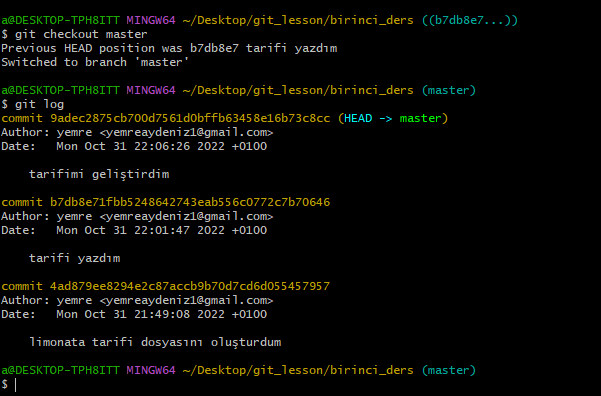 a@DESKTOP-TPH8ITT MINGW64 ~/Desktop/git_lesson/birinci_ders ((b7db8e7...))
$ git checkout master
Previous HEAD position was b7db8e7 tarifi yazdım
Switched to branch 'master'
a@DESKTOP-TPH8ITT MINGW64 ~/Desktop/git_lesson/birinci_ders (master)
$ git log
commit 9adec2875cb700d7561d0bffb63458e16b73c8cc (HEAD -> master)
Author: yemre <yemreaydeniz1@gmail.com>
Date:   Mon Oct 31 22:06:26 2022 +0100
tarifimi geliştirdim
commit b7db8e71fbb5248642743eab556c0772c7b70646
Author: yemre <yemreaydeniz1@gmail.com>
Date:   Mon Oct 31 22:01:47 2022 +0100
tarifi yazdım
commit 4ad879ee8294e2c87accb9b70d7cd6d055457957
Author: yemre <yemreaydeniz1@gmail.com>
Date:   Mon Oct 31 21:49:08 2022 +0100
limonata tarifi dosyasını oluşturdum
a@DESKTOP-TPH8ITT MINGW64 ~/Desktop/git_lesson/birinci_ders (master)
$